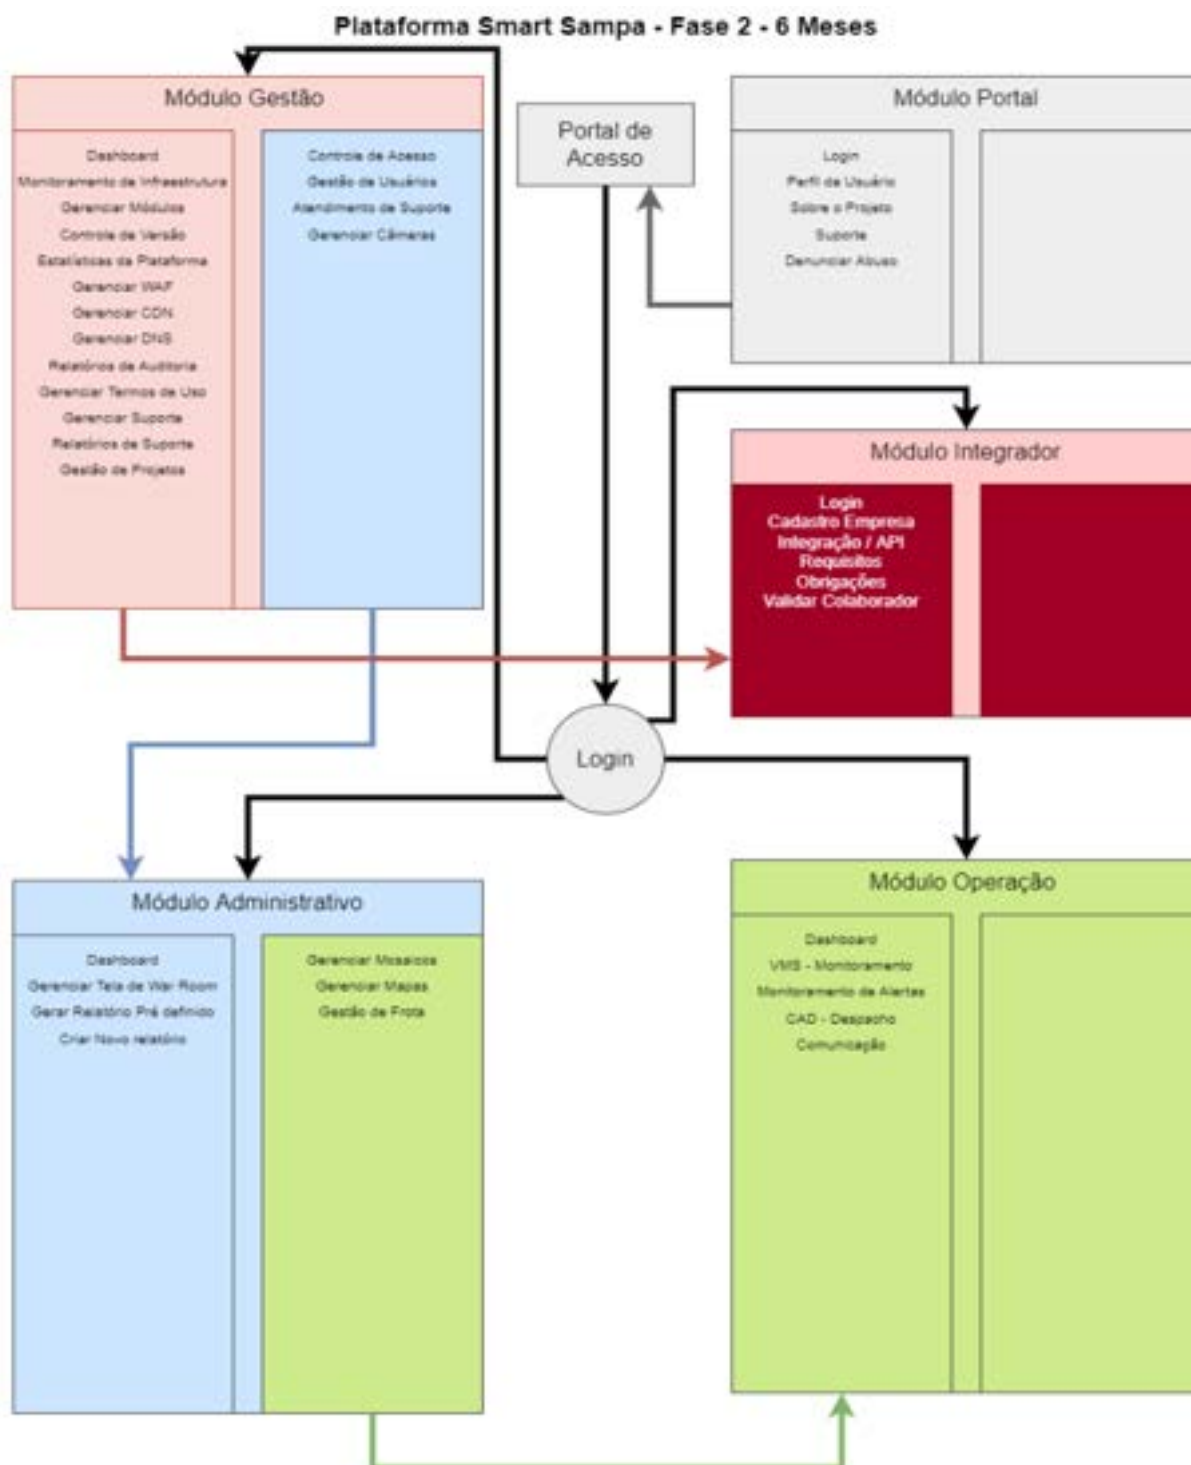 Plataforma Smart Sampa - Fase 2 - 6 Meses
Módulo Gestão
Dashboard
Monitoramento de Infraestrutura
Gerenciar Módulos
Controle de Versão
Estatísticas da Plataforma
Gerenciar WAF
Gerenciar CDN
Gerenciar DNS
Relatórios de Auditoria
Gerenciar Termos de Uso
Gerenciar Suporte
Relatórios de Suporte
Gestão de Projetos
Controle de Acesso
Gestão de Usuários
Atendimento de Suporte
Gerenciar Câmeras
Portal de
Acesso
Módulo Portal
Login
Perfil de Usuário
Sobre o Projeto
Suporte
Denunciar Abuso
Módulo Integrador
Login
Cadastro Empresa
Integração / API
Requisitos
Obrigações
Validar Colaborador
Login
Módulo Administrativo
Dashboard
Gerenciar Tela de War Room
Gerar Relatório Pré definido
Criar Novo relatório
Gerenciar Mosaicos
Gerenciar Mapas
Gestão de Frota
Módulo Operação
Dashboard
VMS - Monitoramento
Monitoramento de Alertas
CAD - Despacho
Comunicação